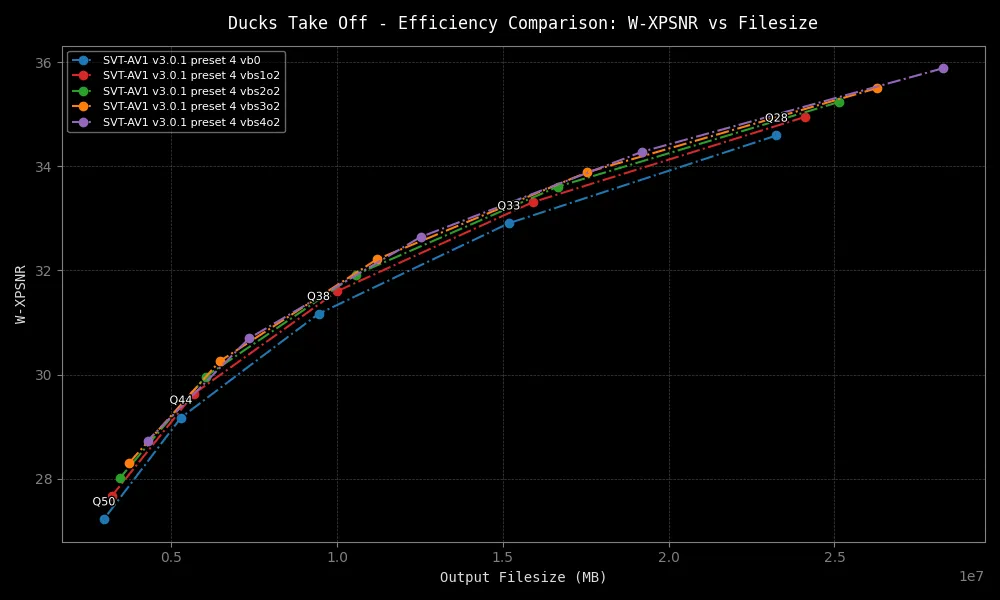 Ducks Take Off - Efficiency Comparison: W-XPSNR vs Filesize
SVT-AV1 v3.0.1 preset 4 vb0
SVT-AV1 v3.0.1 preset 4 vbs1o2
SVT-AV1 v3.0.1 preset 4 vbs2o2
SVT-AV1 v3.0.1 preset 4 vbs3o2
SVT-AV1 v3.0.1 preset 4 vbs4o2
36
34
32
30
28
W-XPSNR
Q28
Q33
Q38
Q44
Q50
0.5 1.0 1.5 2.0 2.5
1e7
Output Filesize (MB)